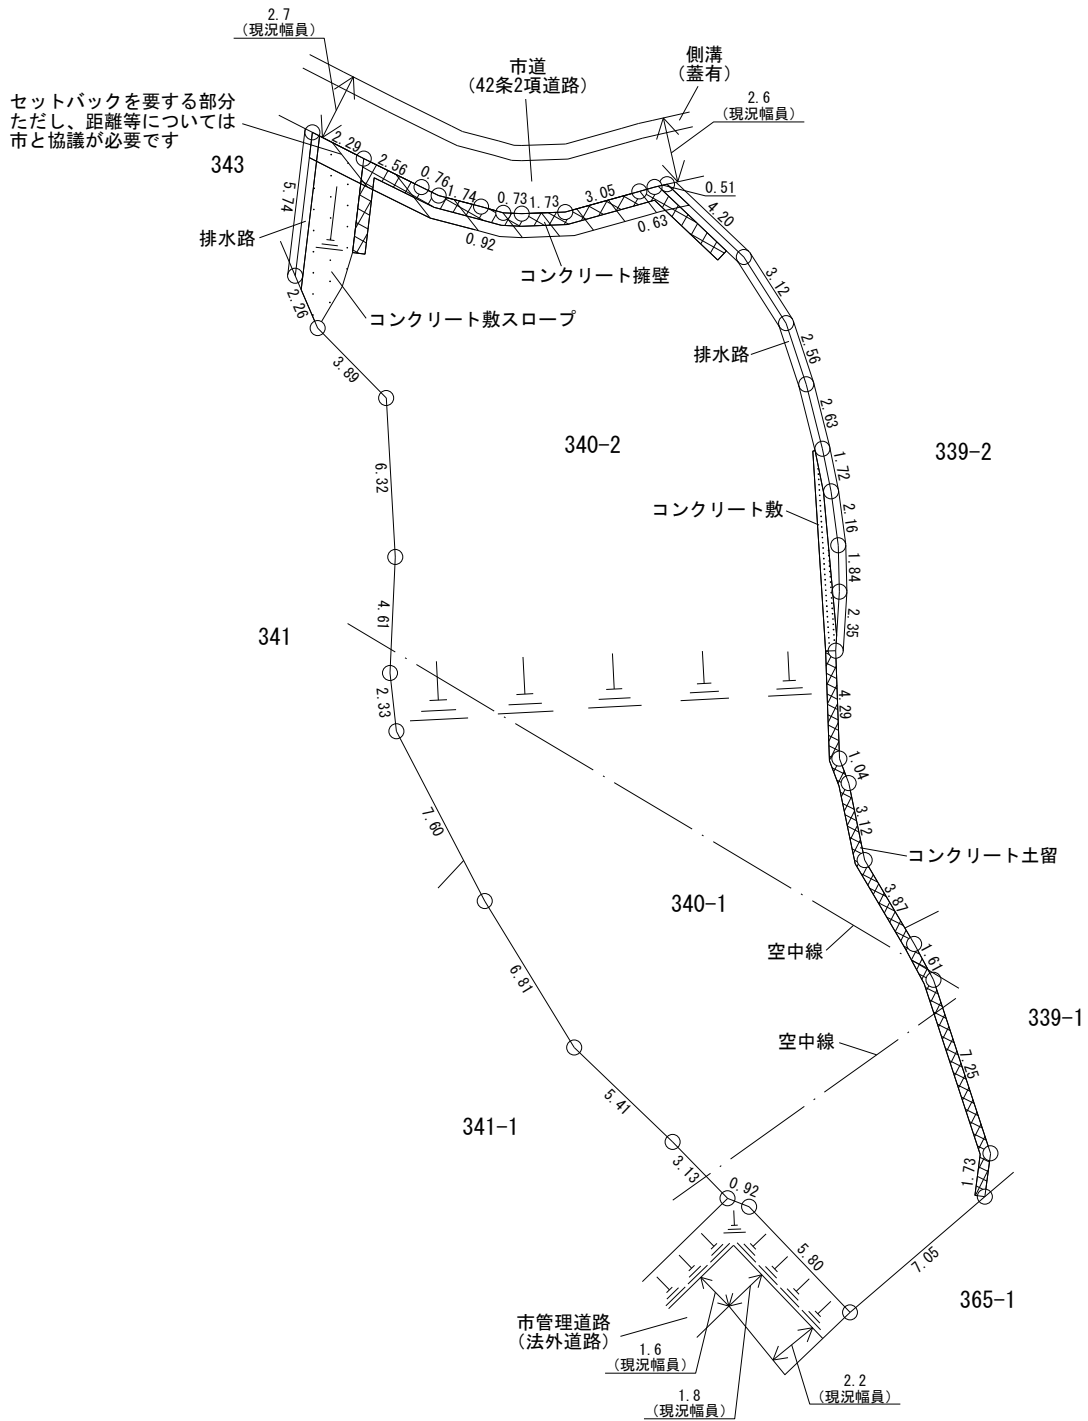 2.7
(現況幅員)
市道
(42条2項道路)
側溝
(蓋有)
2.6
(現況幅員)
セットバックを要する部分
ただし、距離等については
市と協議が必要です
343
2.29
2.56
0.76
1.74
0.73
1.73
3.05
0.51
0.92
0.63
4.20
5.74
排水路
コンクリート擁壁
3.12
2.26
コンクリート敷スロープ
排水路
2.56
3.89
2.63
340-2
339-2
1.72
6.32
コンクリート敷
2.16
1.84
4.61
341
2.35
2.33
4.29
1.04
7.60
3.12
コンクリート土留
3.87
340-1
空中線
1.61
6.81
339-1
空中線
7.25
5.41
341-1
3.13
1.73
0.92
5.80
7.05
365-1
市管理道路
(法外道路)
1.6
(現況幅員)
1.8
(現況幅員)
2.2
(現況幅員)